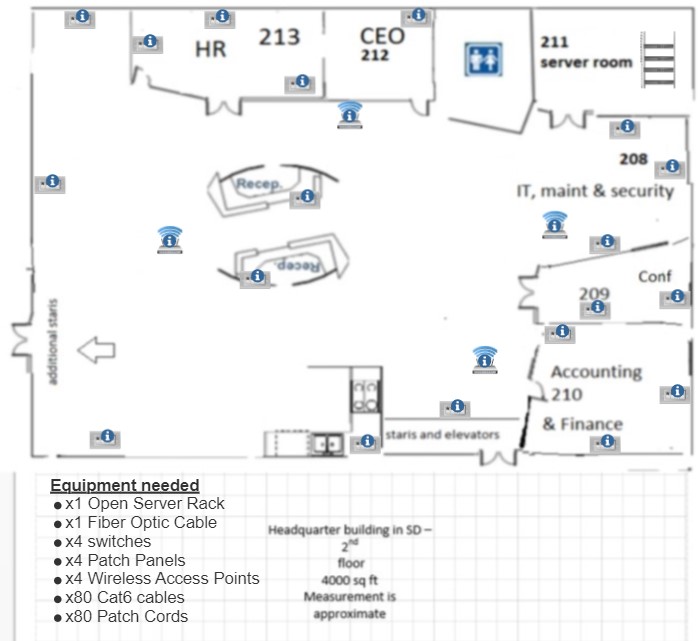 HR
213
CEO
212
211
server room
208
IT, maint & security
Recep.
Recep
Conf
209
additional staris
Accounting
210
& Finance
staris and elevators
Equipment needed
● x1 Open Server Rack
● x1 Fiber Optic Cable
● x4 switches
● x4 Patch Panels
● x4 Wireless Access Points
● x80 Cat6 cables
● x80 Patch Cords
Headquarter building in SD –
2nd
floor
4000 sq ft
Measurement is
approximate